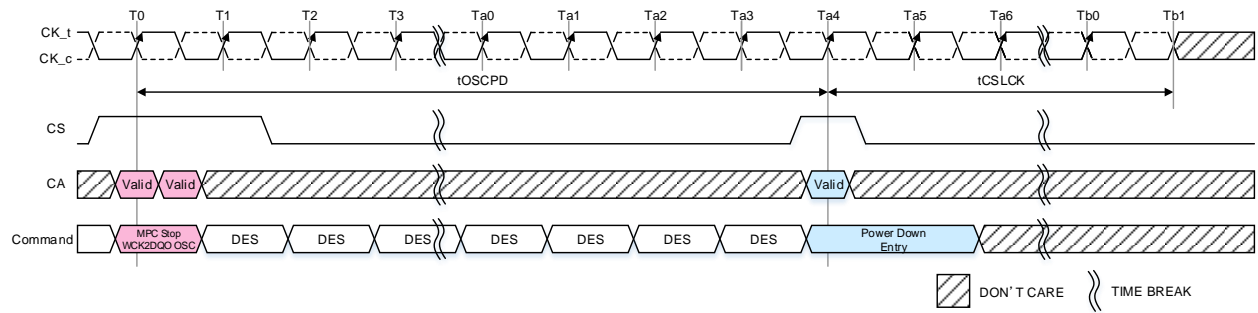 T0 T1 T2 T3 Ta0 Ta1 Ta2 Ta3 Ta4 Ta5 Ta6 Tb0 Tb1
CK_t
CK_c
tOSCPD tCSLCK
CS
CA Valid Valid Valid
Command MPC Stop
WCK2DQO OSC DES DES DES DES DES DES DES Power Down
Entry
DON'T CARE TIME BREAK